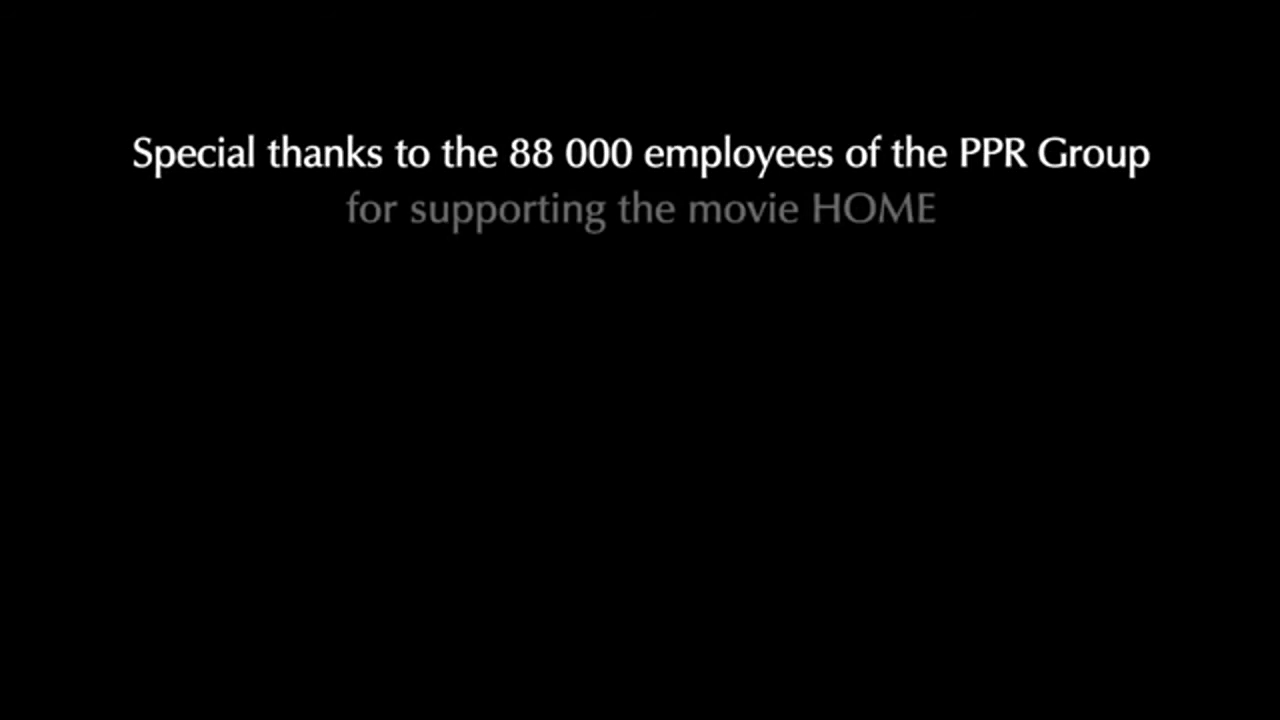 Special thanks to the 88 000 employees of the PPR Group
for supporting the movie HOME